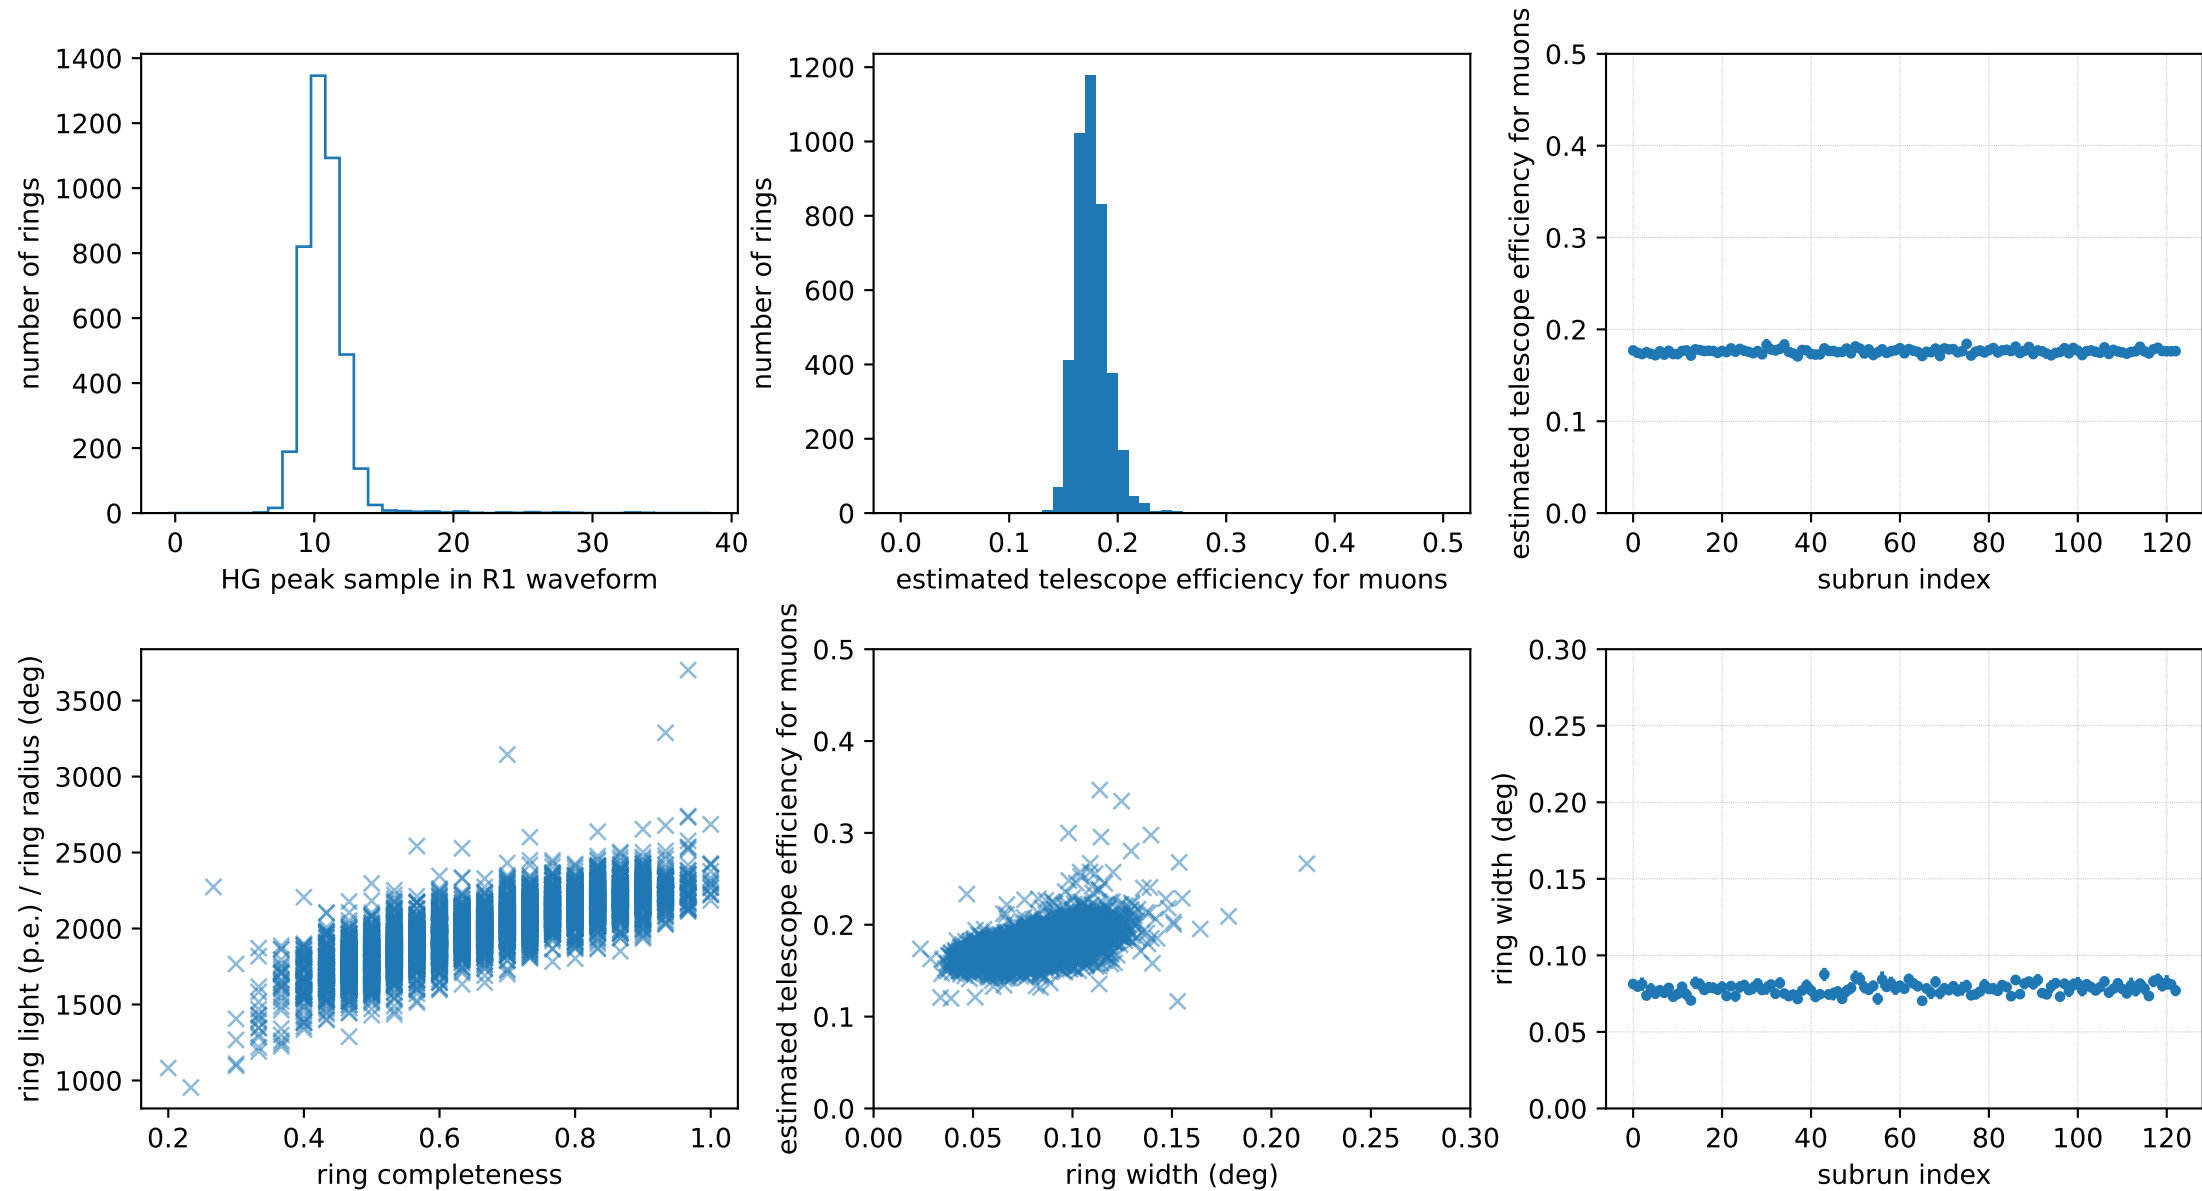 1400
1200
1000
800
600
400
200
0
number of rings
0 10 20 30 40
HG peak sample in R1 waveform
1200
1000
800
600
400
200
0
number of rings
0.0 0.1 0.2 0.3 0.4 0.5
estimated telescope efficiency for muons
0.5
0.4
0.3
0.2
0.1
0.0
estimated telescope efficiency for muons
0 20 40 60 80 100 120
subrun index
3500
3000
2500
2000
1500
1000
ring light (p.e.) / ring radius (deg)
0.2 0.4 0.6 0.8 1.0
ring completeness
0.5
0.4
0.3
0.2
0.1
0.0
estimated telescope efficiency for muons
0.00 0.05 0.10 0.15 0.20 0.25 0.30
ring width (deg)
0.30
0.25
0.20
0.15
0.10
0.05
0.00
ring width (deg)
0 20 40 60 80 100 120
subrun index